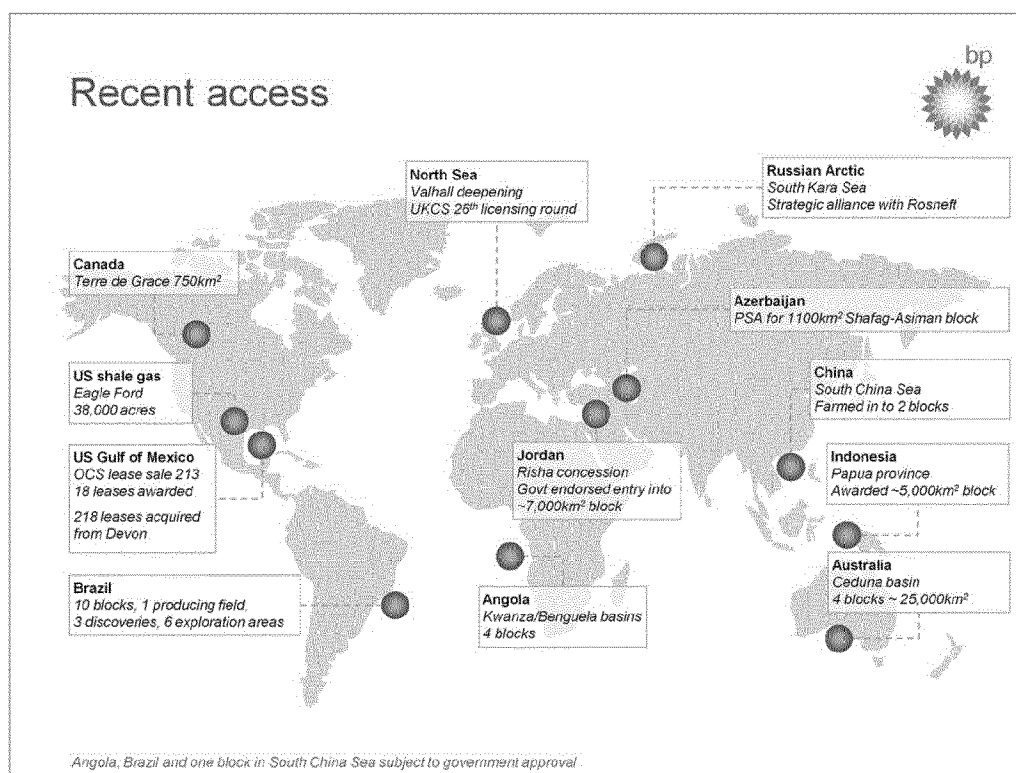 bp
Recent access
North Sea
Valhall deepening
UKCS 26th licensing round
Russian Arctic
South Kara Sea
Strategic alliance with Rosneft
Canada
Terre de Grace 750km²
Azerbaijan
PSA for 1100km² Shafag-Asiman block
US shale gas
Eagle Ford
38,000 acres
China
South China Sea
Farmed in to 2 blocks
US Gulf of Mexico
OCS lease sale 213
18 leases awarded
218 leases acquired
from Devon
Jordan
Risha concession
Govt endorsed entry into
~7,000km² block
Indonesia
Papua province
Awarded ~5,000km² block
Brazil
10 blocks, 1 producing field,
3 discoveries, 6 exploration areas
Angola
Kwanza/Benguela basins
4 blocks
Australia
Ceduna basin
4 blocks ~ 25,000km²
Angola, Brazil and one block in South China Sea subject to government approval